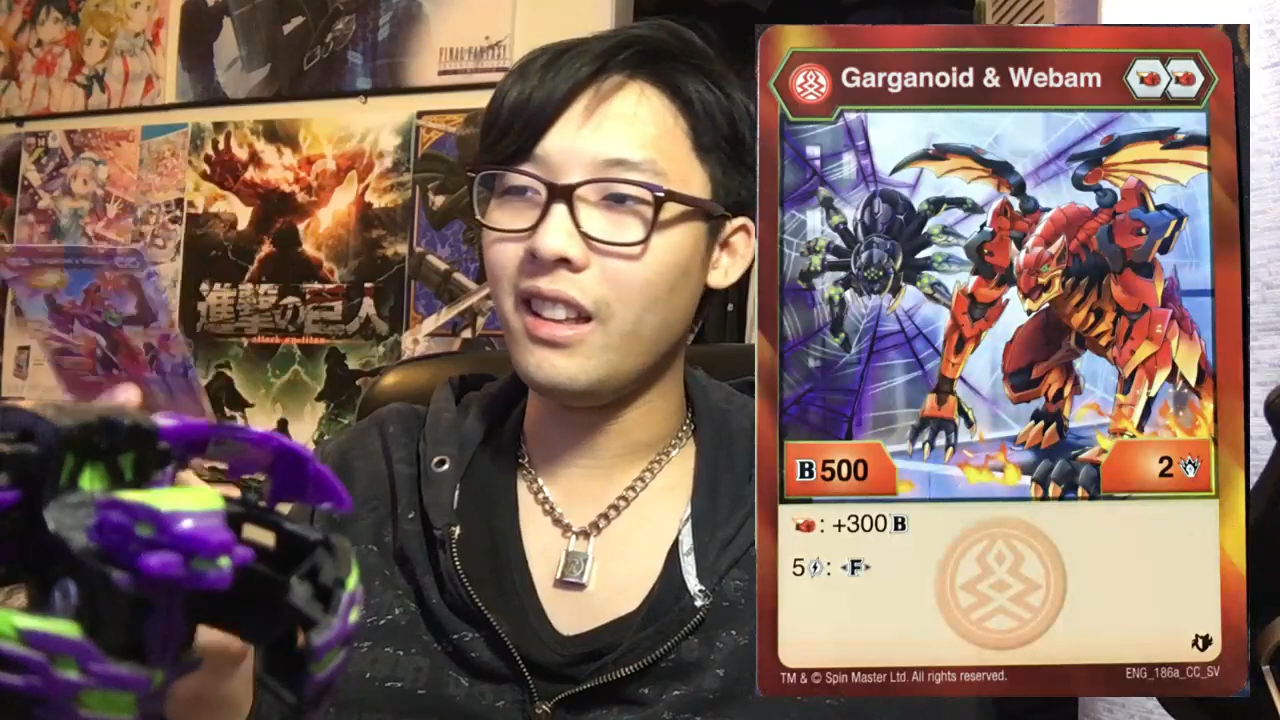 FINAL FANTASY
進撃の巨人
attack on titan
Garganoid & Webam
B 500
2
: +300 B
5 : F
TM & © Spin Master Ltd. All rights reserved.
ENG_186a_CC_SV